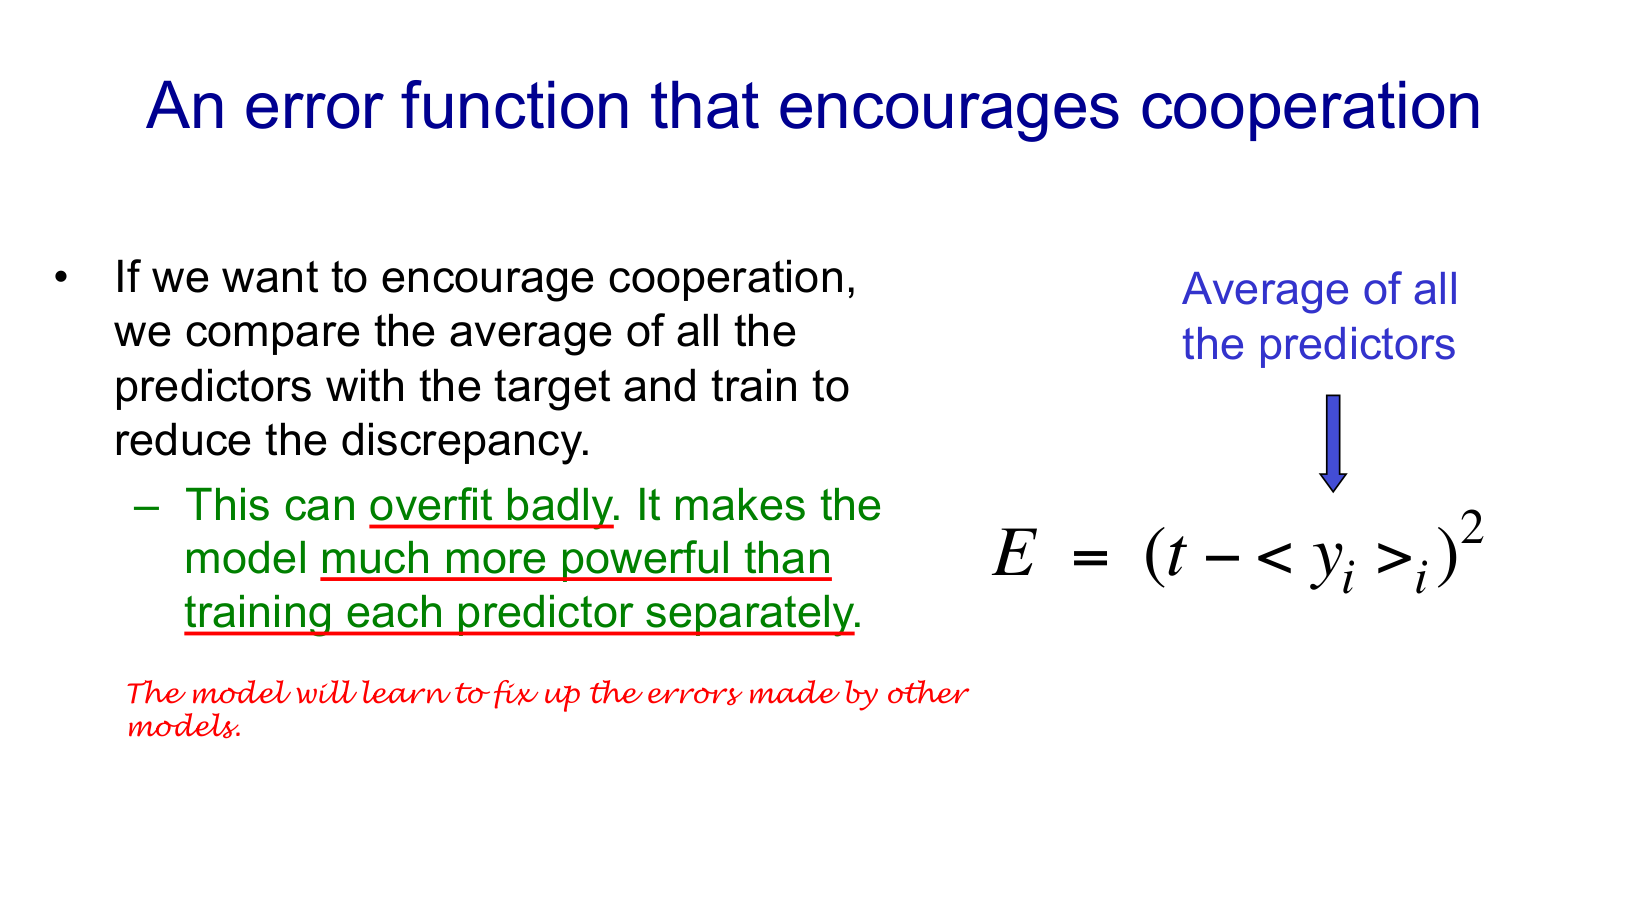 An error function that encourages cooperation
• If we want to encourage cooperation,
we compare the average of all the
predictors with the target and train to
reduce the discrepancy.
– This can overfit badly. It makes the
model much more powerful than
training each predictor separately.
The model will learn to fix up the errors made by other
models.
Average of all
the predictors
E = (t − < y_i >_i)^2